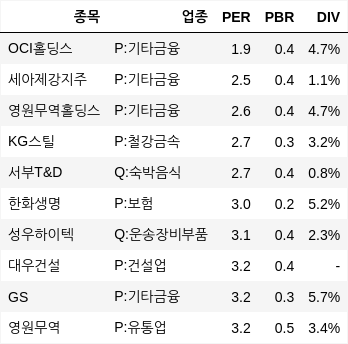 종목 업종 PER PBR DIV
OCI홀딩스 P:기타금융 1.9 0.4 4.7%
세아제강지주 P:기타금융 2.5 0.4 1.1%
영원무역홀딩스 P:기타금융 2.6 0.4 4.7%
KG스틸 P:철강금속 2.7 0.3 3.2%
서부T&D Q:숙박음식 2.7 0.4 0.8%
한화생명 P:보험 3.0 0.2 5.2%
성우하이텍 Q:운송장비부품 3.1 0.4 2.3%
대우건설 P:건설업 3.2 0.4 -
GS P:기타금융 3.2 0.3 5.7%
영원무역 P:유통업 3.2 0.5 3.4%